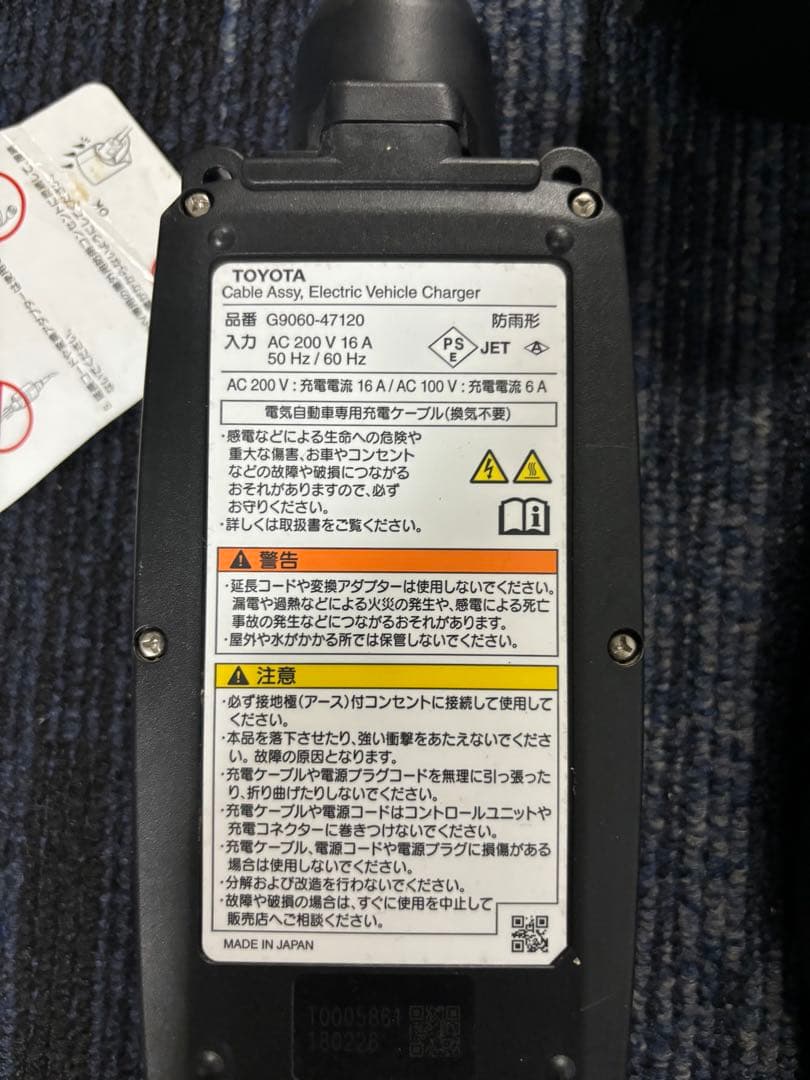 TOYOTA
Cable Assy, Electric Vehicle Charger
品番 G9060-47120 防雨形
入力 AC 200 V 16 A
50 Hz / 60 Hz
PS
E
JET
A
AC 200 V : 充電電流 16 A / AC 100 V : 充電電流 6 A
電気自動車専用充電ケーブル(換気不要)
・感電などによる生命への危険や
重大な傷害、お車やコンセント
などの故障や破損につながる
おそれがありますので、必ず
お守りください。
・詳しくは取扱書をご覧ください。
警告
・延長コードや変換アダプターは使用しないでください。
漏電や過熱などによる火災の発生や、感電による死亡
事故の発生などにつながるおそれがあります。
・屋外や水がかかる所では保管しないでください。
注意
・必ず接地極(アース)付コンセントに接続して使用して
ください。
・本品を落下させたり、強い衝撃をあたえないでくださ
い。故障の原因となります。
・充電ケーブルや電源プラグコードを無理に引っ張った
り、折り曲げたりしないでください。
・充電ケーブルや電源コードはコントロールユニットや
充電コネクターに巻きつけないでください。
・充電ケーブル、電源コードや電源プラグに損傷がある
場合は使用しないでください。
・分解および改造を行わないでください。
・故障や破損の場合は、すぐに使用を中止して
販売店へご相談ください。
MADE IN JAPAN
T0005861
180226
OK